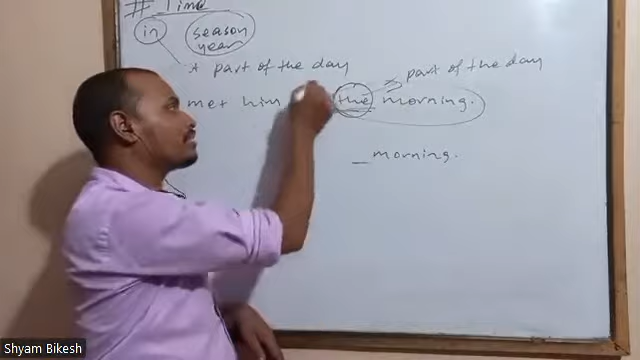 # Time
in season
year
* part of the day
part of the day
met him the morning.
_ morning.
Shyam Bikesh